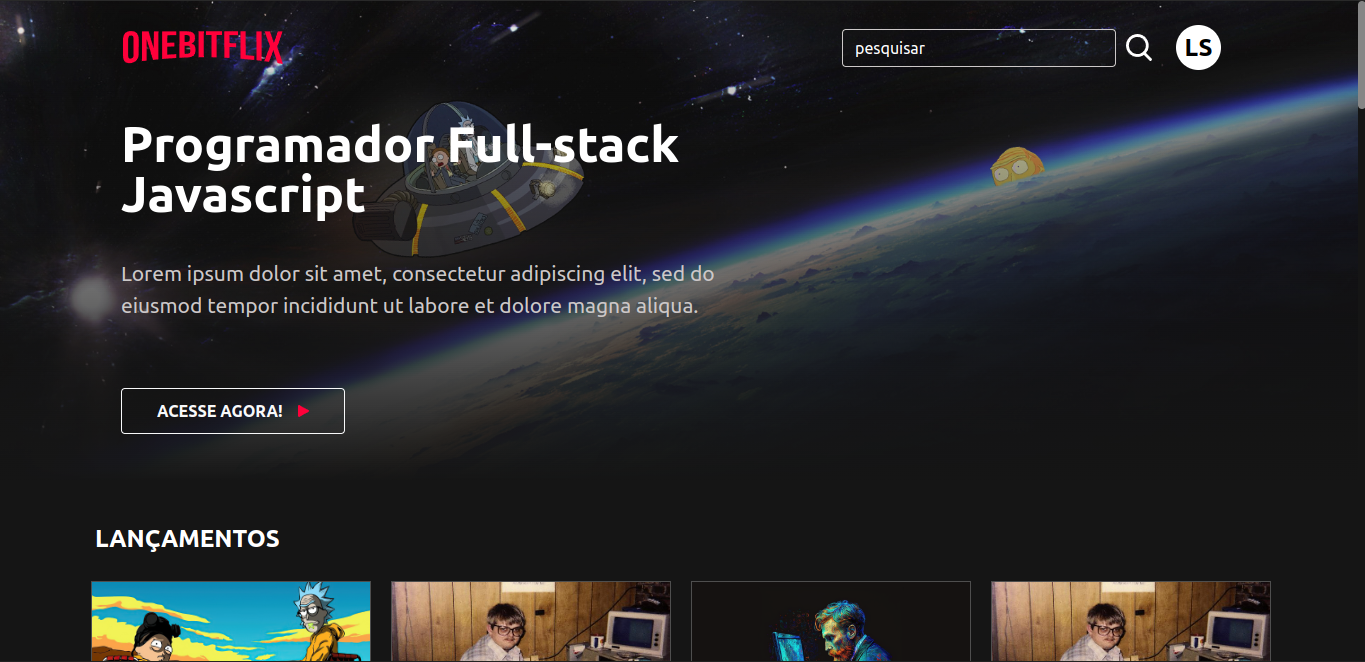 ONEBITFLIX
pesquisar
LS
Programador Full-stack
Javascript
Lorem ipsum dolor sit amet, consectetur adipiscing elit, sed do
eiusmod tempor incididunt ut labore et dolore magna aliqua.
ACESSE AGORA!
LANÇAMENTOS